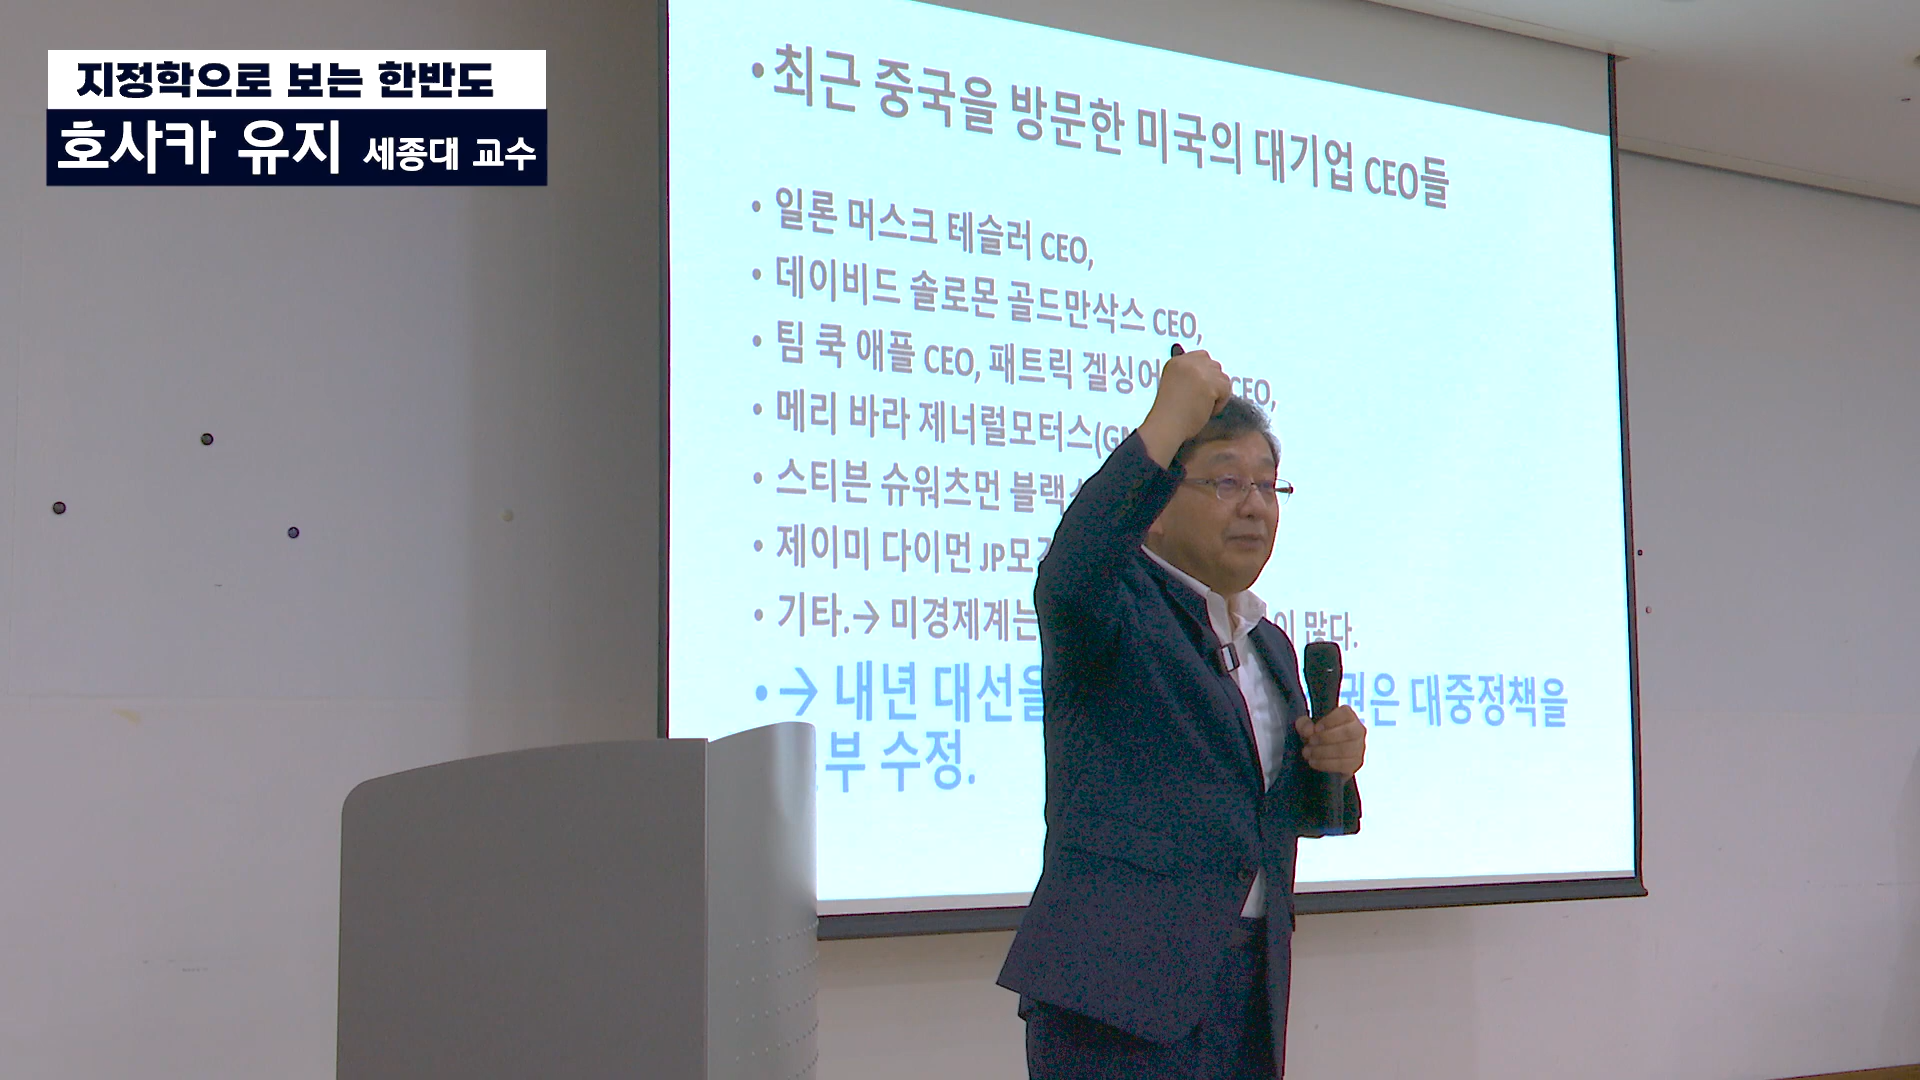 지정학으로 보는 한반도
호사카 유지 세종대 교수
•최근 중국을 방문한 미국의 대기업 CEO들
• 일론 머스크 테슬러 CEO,
• 데이비드 솔로몬 골드만삭스 CEO,
• 팀 쿡 애플 CEO, 패트릭 겔싱어 CEO,
• 메리 바라 제너럴모터스(GM
• 스티븐 슈워츠먼 블랙스
• 제이미 다이먼 JP모건
• 기타.→ 미경제계는 이 많다.
•→ 내년 대선을 권은 대중정책을
부 수정.